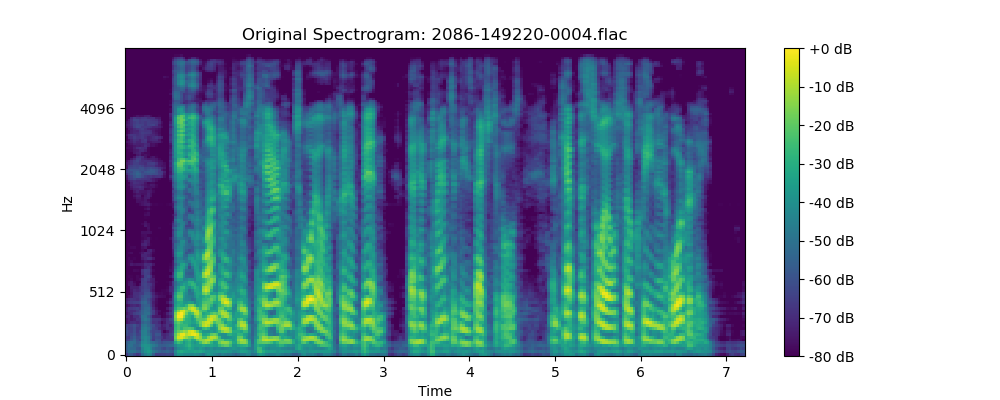 Original Spectrogram: 2086-149220-0004.flac
Hz
4096
2048
1024
512
0
0 1 2 3 4 5 6 7
Time
+0 dB
-10 dB
-20 dB
-30 dB
-40 dB
-50 dB
-60 dB
-70 dB
-80 dB